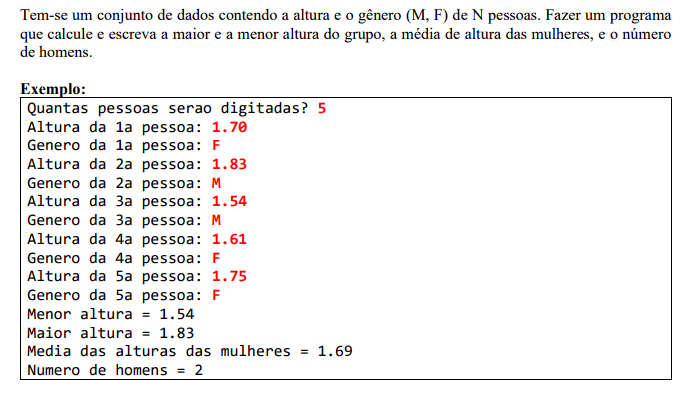 Tem-se um conjunto de dados contendo a altura e o gênero (M, F) de N pessoas. Fazer um programa
que calcule e escreva a maior e a menor altura do grupo, a média de altura das mulheres, e o número
de homens.
Exemplo:
Quantas pessoas serao digitadas? 5
Altura da 1a pessoa: 1.70
Genero da 1a pessoa: F
Altura da 2a pessoa: 1.83
Genero da 2a pessoa: M
Altura da 3a pessoa: 1.54
Genero da 3a pessoa: M
Altura da 4a pessoa: 1.61
Genero da 4a pessoa: F
Altura da 5a pessoa: 1.75
Genero da 5a pessoa: F
Menor altura = 1.54
Maior altura = 1.83
Media das alturas das mulheres = 1.69
Numero de homens = 2